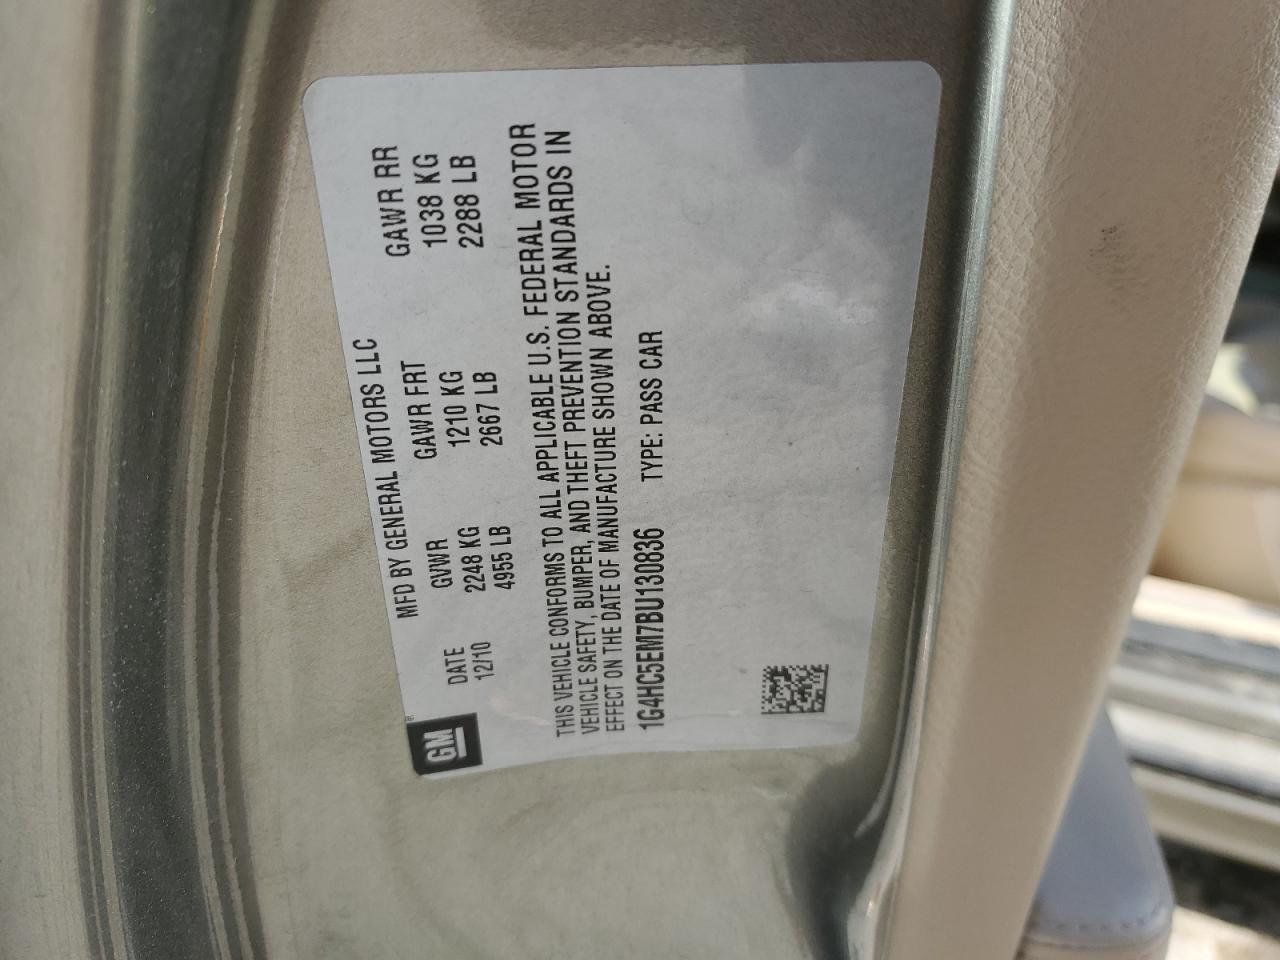 GM
MFD BY GENERAL MOTORS LLC
DATE GVWR GAWR FRT GAWR RR
12/10 2248 KG 1210 KG 1038 KG
4955 LB 2667 LB 2288 LB
THIS VEHICLE CONFORMS TO ALL APPLICABLE U.S. FEDERAL MOTOR
VEHICLE SAFETY, BUMPER, AND THEFT PREVENTION STANDARDS IN
EFFECT ON THE DATE OF MANUFACTURE SHOWN ABOVE.
1G4HC5EM7BU130836 TYPE: PASS CAR